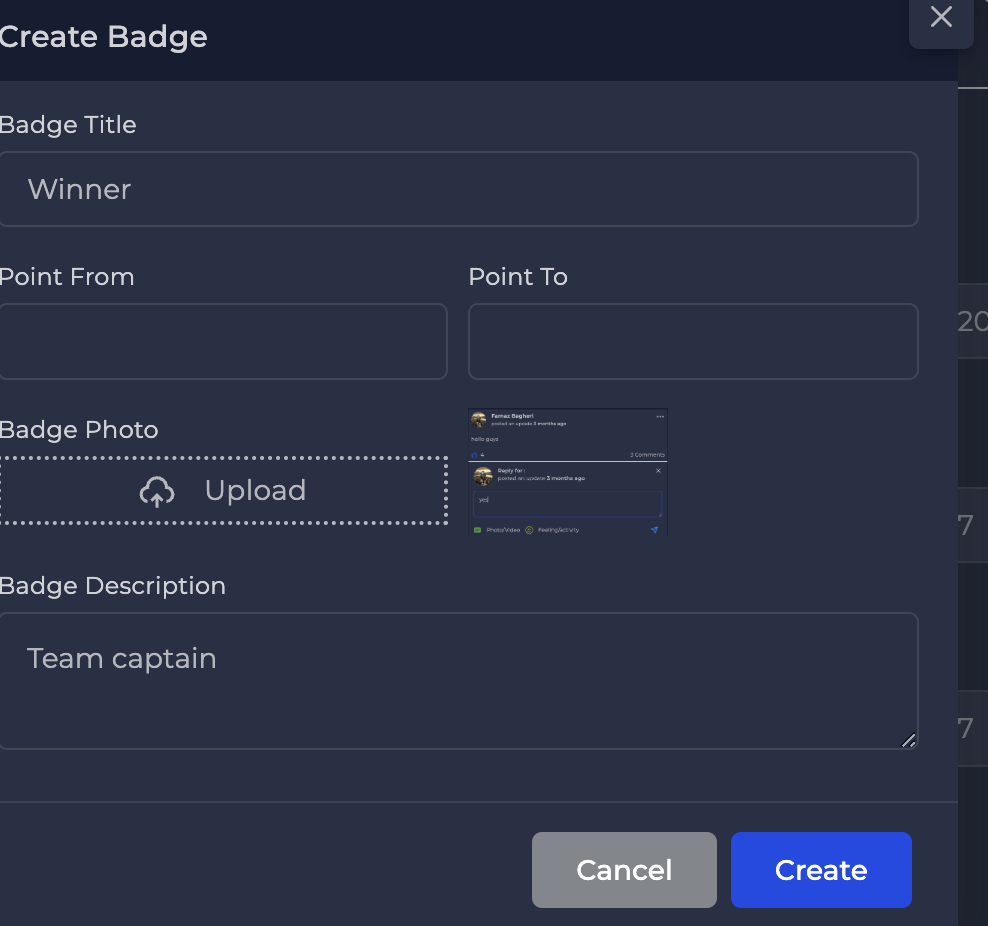 Create Badge
Badge Title
Winner
Point From
Point To
20
Badge Photo
Upload
Farnaz Bagheri
posted an update 3 months ago
hello guys
4
2 Comments
Reply for:
posted an update 3 months ago
yes
Photo/Video
Feeling/Activity
7
Badge Description
Team captain
7
Cancel
Create